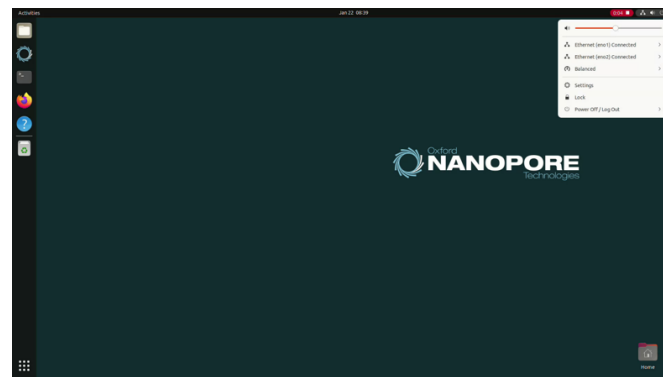 Activities
Jan 22 08:39
Ethernet (eno1) Connected
Ethernet (eno2) Connected
Balanced
Settings
Lock
Power Off / Log Out
Oxford
NANOPORE
Technologies
Home